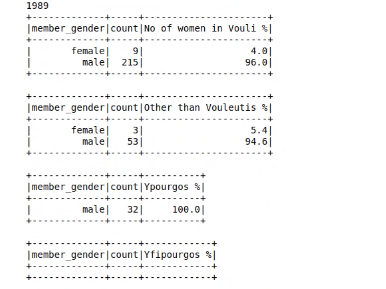 1989
+-------------+-----+----------------------+
|member_gender|count|No of women in Vouli %|
+-------------+-----+----------------------+
|       female|    9|                   4.0|
|         male|  215|                  96.0|
+-------------+-----+----------------------+
+-------------+-----+----------------------+
|member_gender|count|Other than Vouleutis %|
+-------------+-----+----------------------+
|       female|    3|                   5.4|
|         male|   53|                  94.6|
+-------------+-----+----------------------+
+-------------+-----+----------+
|member_gender|count|Ypourgos %|
+-------------+-----+----------+
|         male|   32|     100.0|
+-------------+-----+----------+
+-------------+-----+------------+
|member_gender|count|Yfipourgos %|
+-------------+-----+------------+
+-------------+-----+------------+